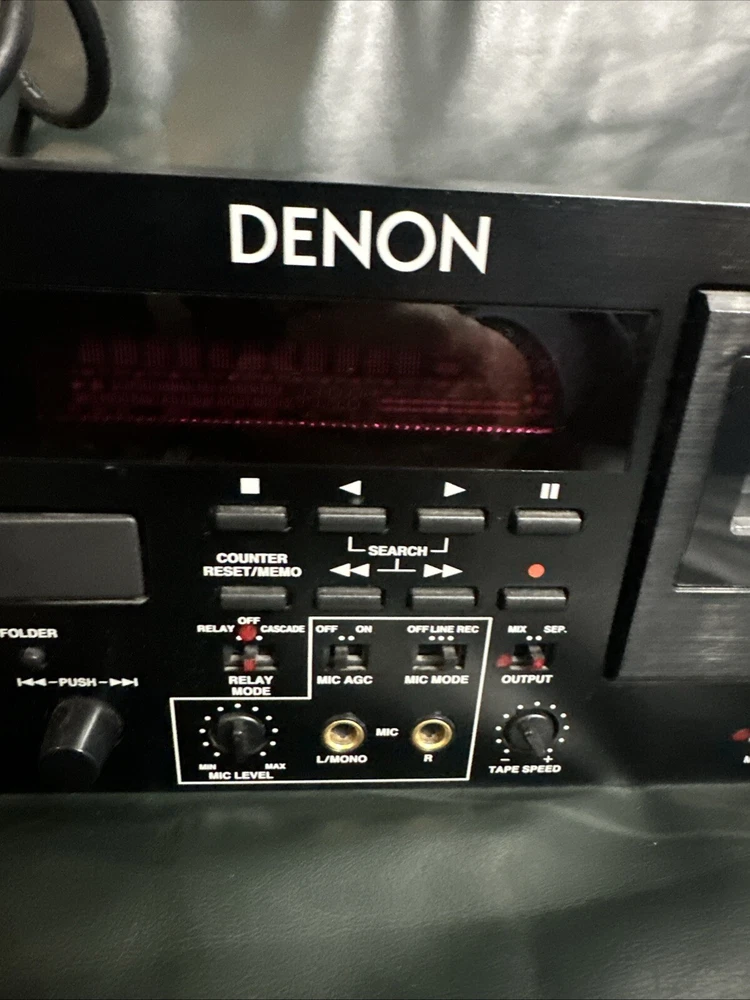 DENON
SEARCH
COUNTER
RESET/MEMO
FOLDER
PUSH
RELAY OFF CASCADE
RELAY
MODE
OFF ON
MIC AGC
OFF LINE REC
MIC MODE
MIX SEP.
OUTPUT
MIN MAX
MIC LEVEL
L/MONO
MIC
R
- +
TAPE SPEED